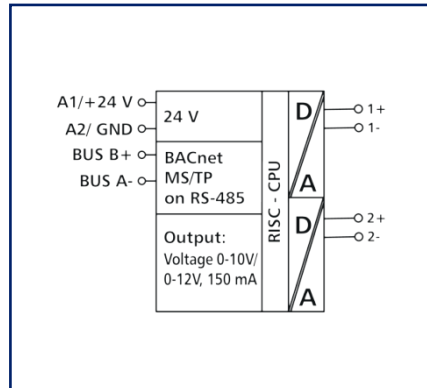 A1/+24 V
A2/ GND
BUS B+
BUS A-
24 V
BACnet
MS/TP
on RS-485
Output:
Voltage 0-10V/
0-12V, 150 mA
RISC - CPU
D
A
D
A
1+
1-
2+
2-